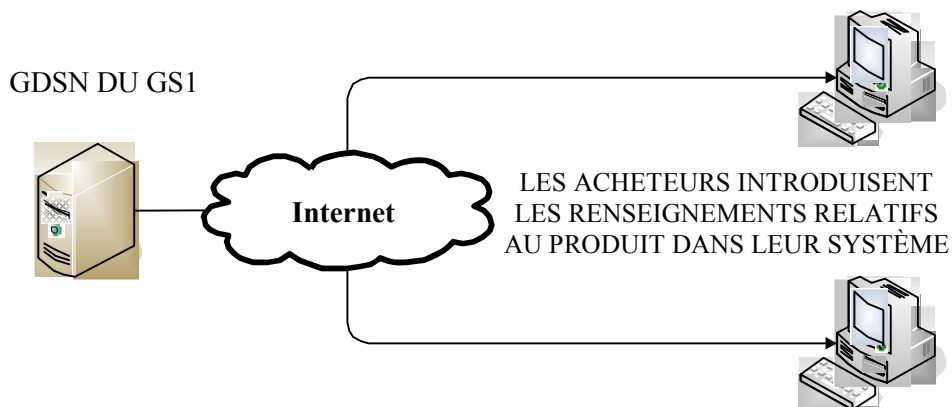 GDSN DU GS1
Internet
LES ACHETEURS INTRODUISENT
LES RENSEIGNEMENTS RELATIFS
AU PRODUIT DANS LEUR SYSTÈME